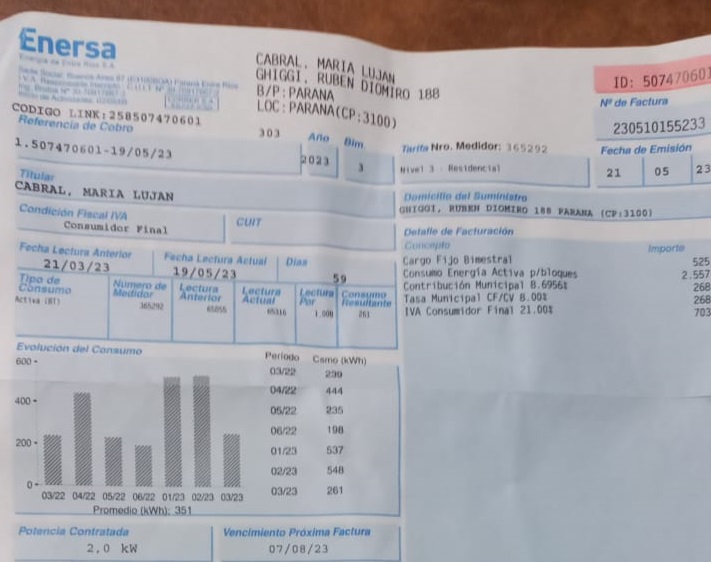 Enersa
Energía de Entre Ríos S.A.
CODIGO LINK:258507470601
CABRAL, MARIA LUJAN
GHIGGI, RUBEN DIOMIRO 188
B/P:PARANA
LOC:PARANA(CP:3100)
303
ID: 507470601
Nº de Factura
230510155233
Fecha de Emisión
21 05 23
Referencia de Cobro
1.507470601-19/05/23
Año
2023
Bim.
3
Tarifa Nro. Medidor: 365292
Nivel 3 - Residencial
Titular
CABRAL, MARIA LUJAN
Domicilio del Suministro
GHIGGI, RUBEN DIOMIRO 188 PARANA (CP:3100)
Condición Fiscal IVA
Consumidor Final
CUIT
Fecha Lectura Anterior
21/03/23
Fecha Lectura Actual
19/05/23
Días
59
Tipo de Consumo
Activa (BT)
Número de Medidor
365292
Lectura Anterior
Lectura Actual
Lectura Por
1.000
Consumo Resultante
261
Detalle de Facturación
Concepto Importe
Cargo Fijo Bimestral 525
Consumo Energía Activa p/bloques 2.557
Contribución Municipal 8.6956% 268
Tasa Municipal CF/CV 8.00% 268
IVA Consumidor Final 21.00% 703
Evolución del Consumo
600
400
200
0
03/22 04/22 05/22 06/22 01/23 02/23 03/23
Promedio (kWh): 351
Periodo Csmo (kWh)
03/22 239
04/22 444
05/22 235
06/22 198
01/23 537
02/23 548
03/23 261
Potencia Contratada
2,0 kW
Vencimiento Próxima Factura
07/08/23